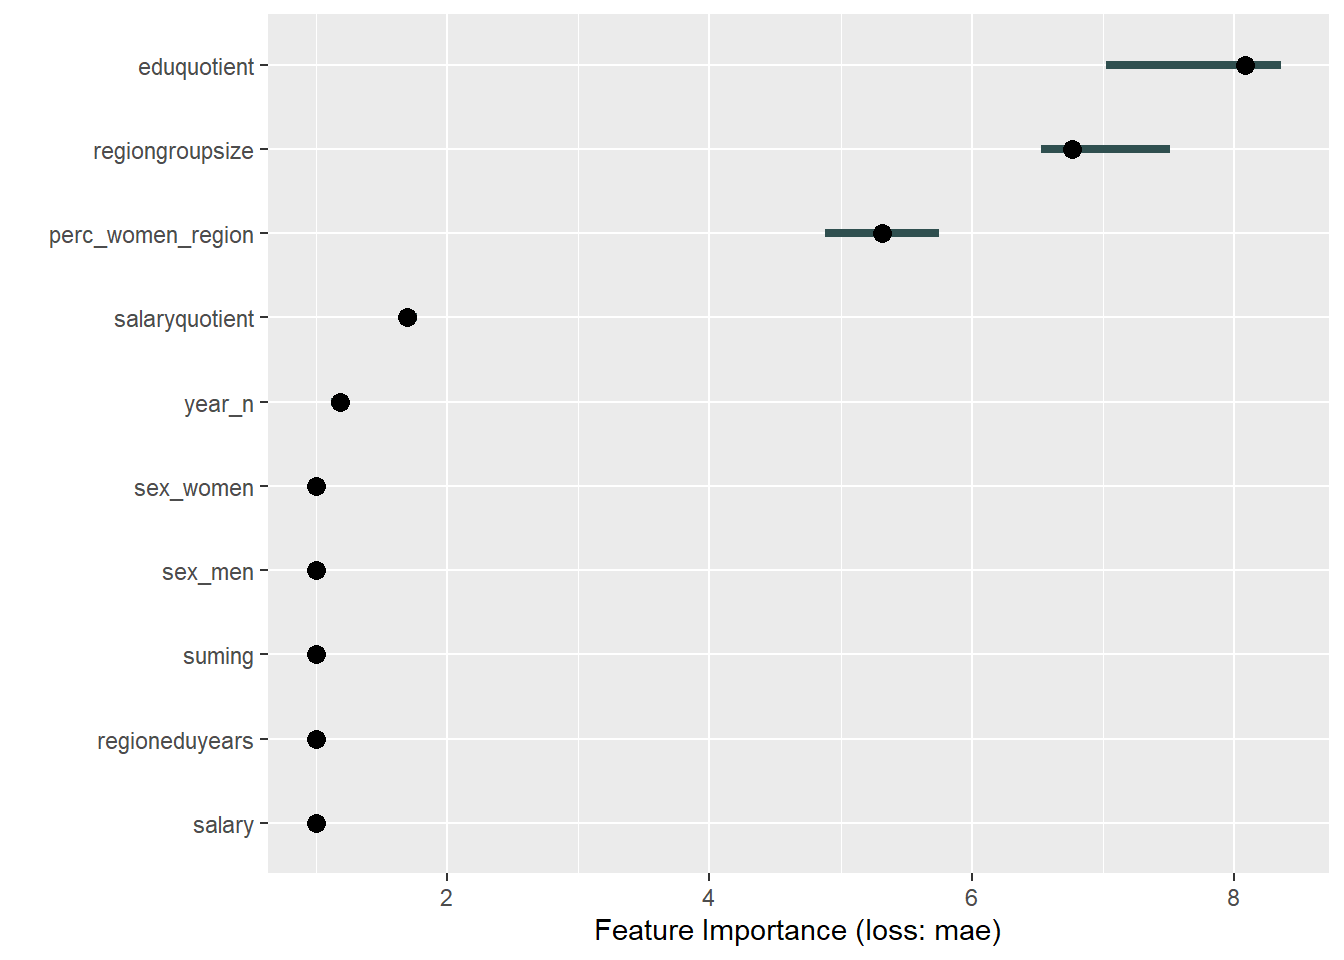 eduquotient
regiongroupsize
perc_women_region
salaryquotient
year_n
sex_women
sex_men
suming
regioneduyears
salary
2 4 6 8
Feature Importance (loss: mae)